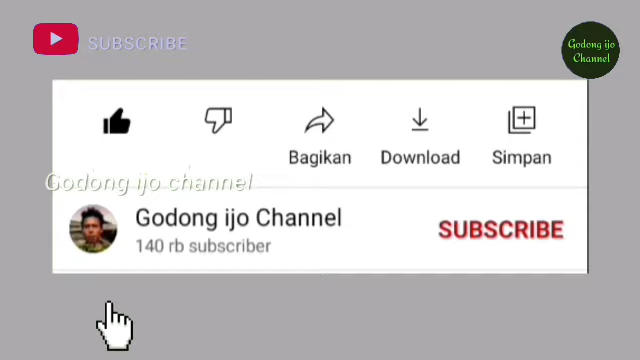 SUBSCRIBE
Godong ijo
Channel
Bagikan
Download
Simpan
Godong ijo channel
Godong ijo Channel
140 rb subscriber
SUBSCRIBE